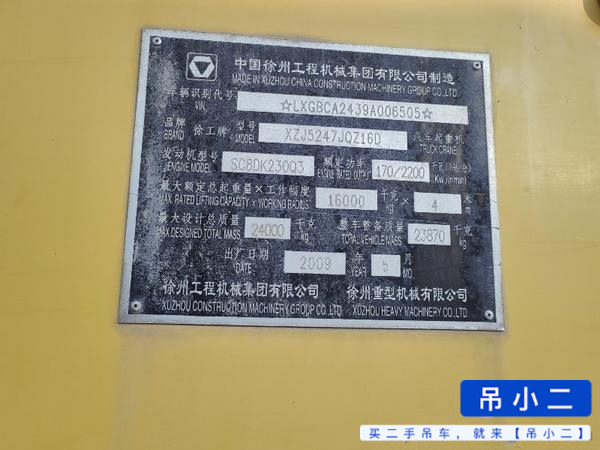 中国徐州工程机械集团有限公司制造
MADE IN XUZHOU CHINA CONSTRUCTION MACHINERY GROUP CO.,LTD.
车辆识别代号 VIN ☆LXGBCA2439A006505☆
品牌 BRAND 徐工牌 型号 MODEL XZJ5247JQZ16D 汽车起重机 TRUCK CRANE
发动机型号 ENGINE MODEL SC8DK230Q3 额定功率 ENGINE RATED OUTPUT 170/2200 Kw/(r/min)
最大额定总起重量×工作幅度 MAX. RATED LIFTING CAPACITY × WORKING RADIUS 16000 千克 kg × 4 米 m
最大设计总质量 MAX.DESIGNED TOTAL MASS 24000 千克 kg 整车整备质量 TOTAL VEHICLE MASS 23870 千克 kg
出厂日期 DATE 2009 年 YEAR 5 月 MO.
徐州工程机械集团有限公司 徐州重型机械有限公司
XUZHOU CONSTRUCTION MACHINERY GROUP CO.,LTD. XUZHOU HEAVY MACHINERY CO.,LTD.
吊小二
买二手吊车，就来【吊小二】